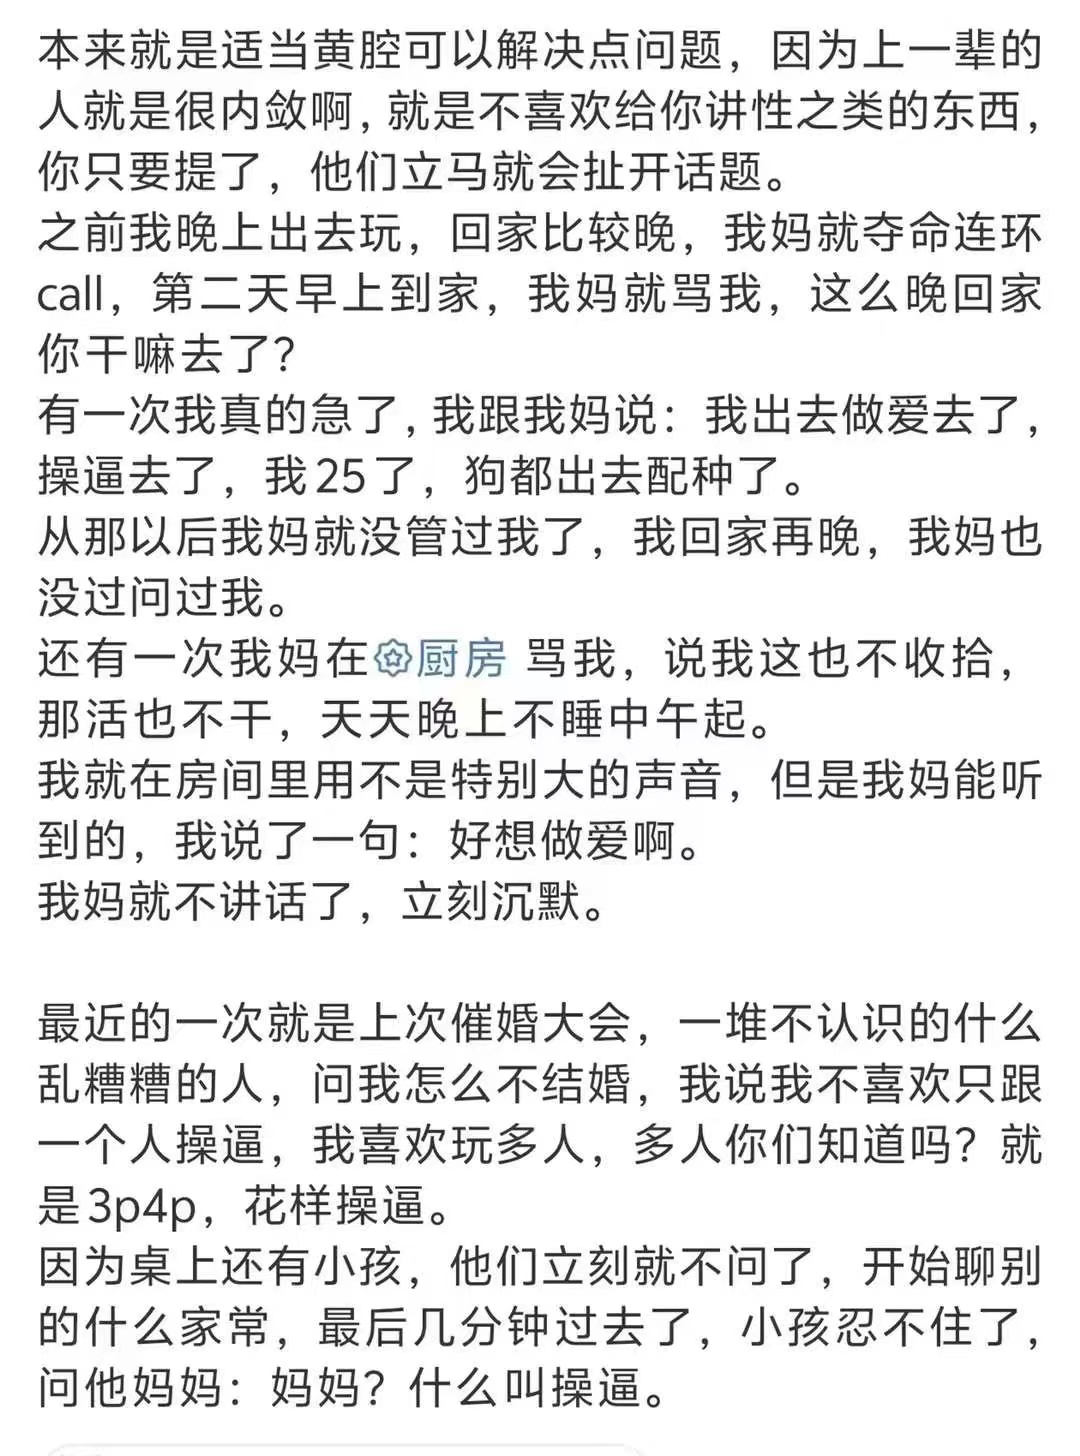 本来就是适当黄腔可以解决点问题，因为上一辈的
人就是很内敛啊，就是不喜欢给你讲性之类的东西，
你只要提了，他们立马就会扯开话题。
之前我晚上出去玩，回家比较晚，我妈就夺命连环
call，第二天早上到家，我妈就骂我，这么晚回家
你干嘛去了？
有一次我真的急了，我跟我妈说：我出去做爱去了，
操逼去了，我25了，狗都出去配种了。
从那以后我妈就没管过我了，我回家再晚，我妈也
没过问过我。
还有一次我妈在厨房 骂我，说我这也不收拾，
那活也不干，天天晚上不睡中午起。
我就在房间里用不是特别大的声音，但是我妈能听
到的，我说了一句：好想做爱啊。
我妈就不讲话了，立刻沉默。
最近的一次就是上次催婚大会，一堆不认识的什么
乱糟糟的人，问我怎么不结婚，我说我不喜欢只跟
一个人操逼，我喜欢玩多人，多人你们知道吗？就
是3p4p，花样操逼。
因为桌上还有小孩，他们立刻就不问了，开始聊别
的什么家常，最后几分钟过去了，小孩忍不住了，
问他妈妈：妈妈？什么叫操逼。